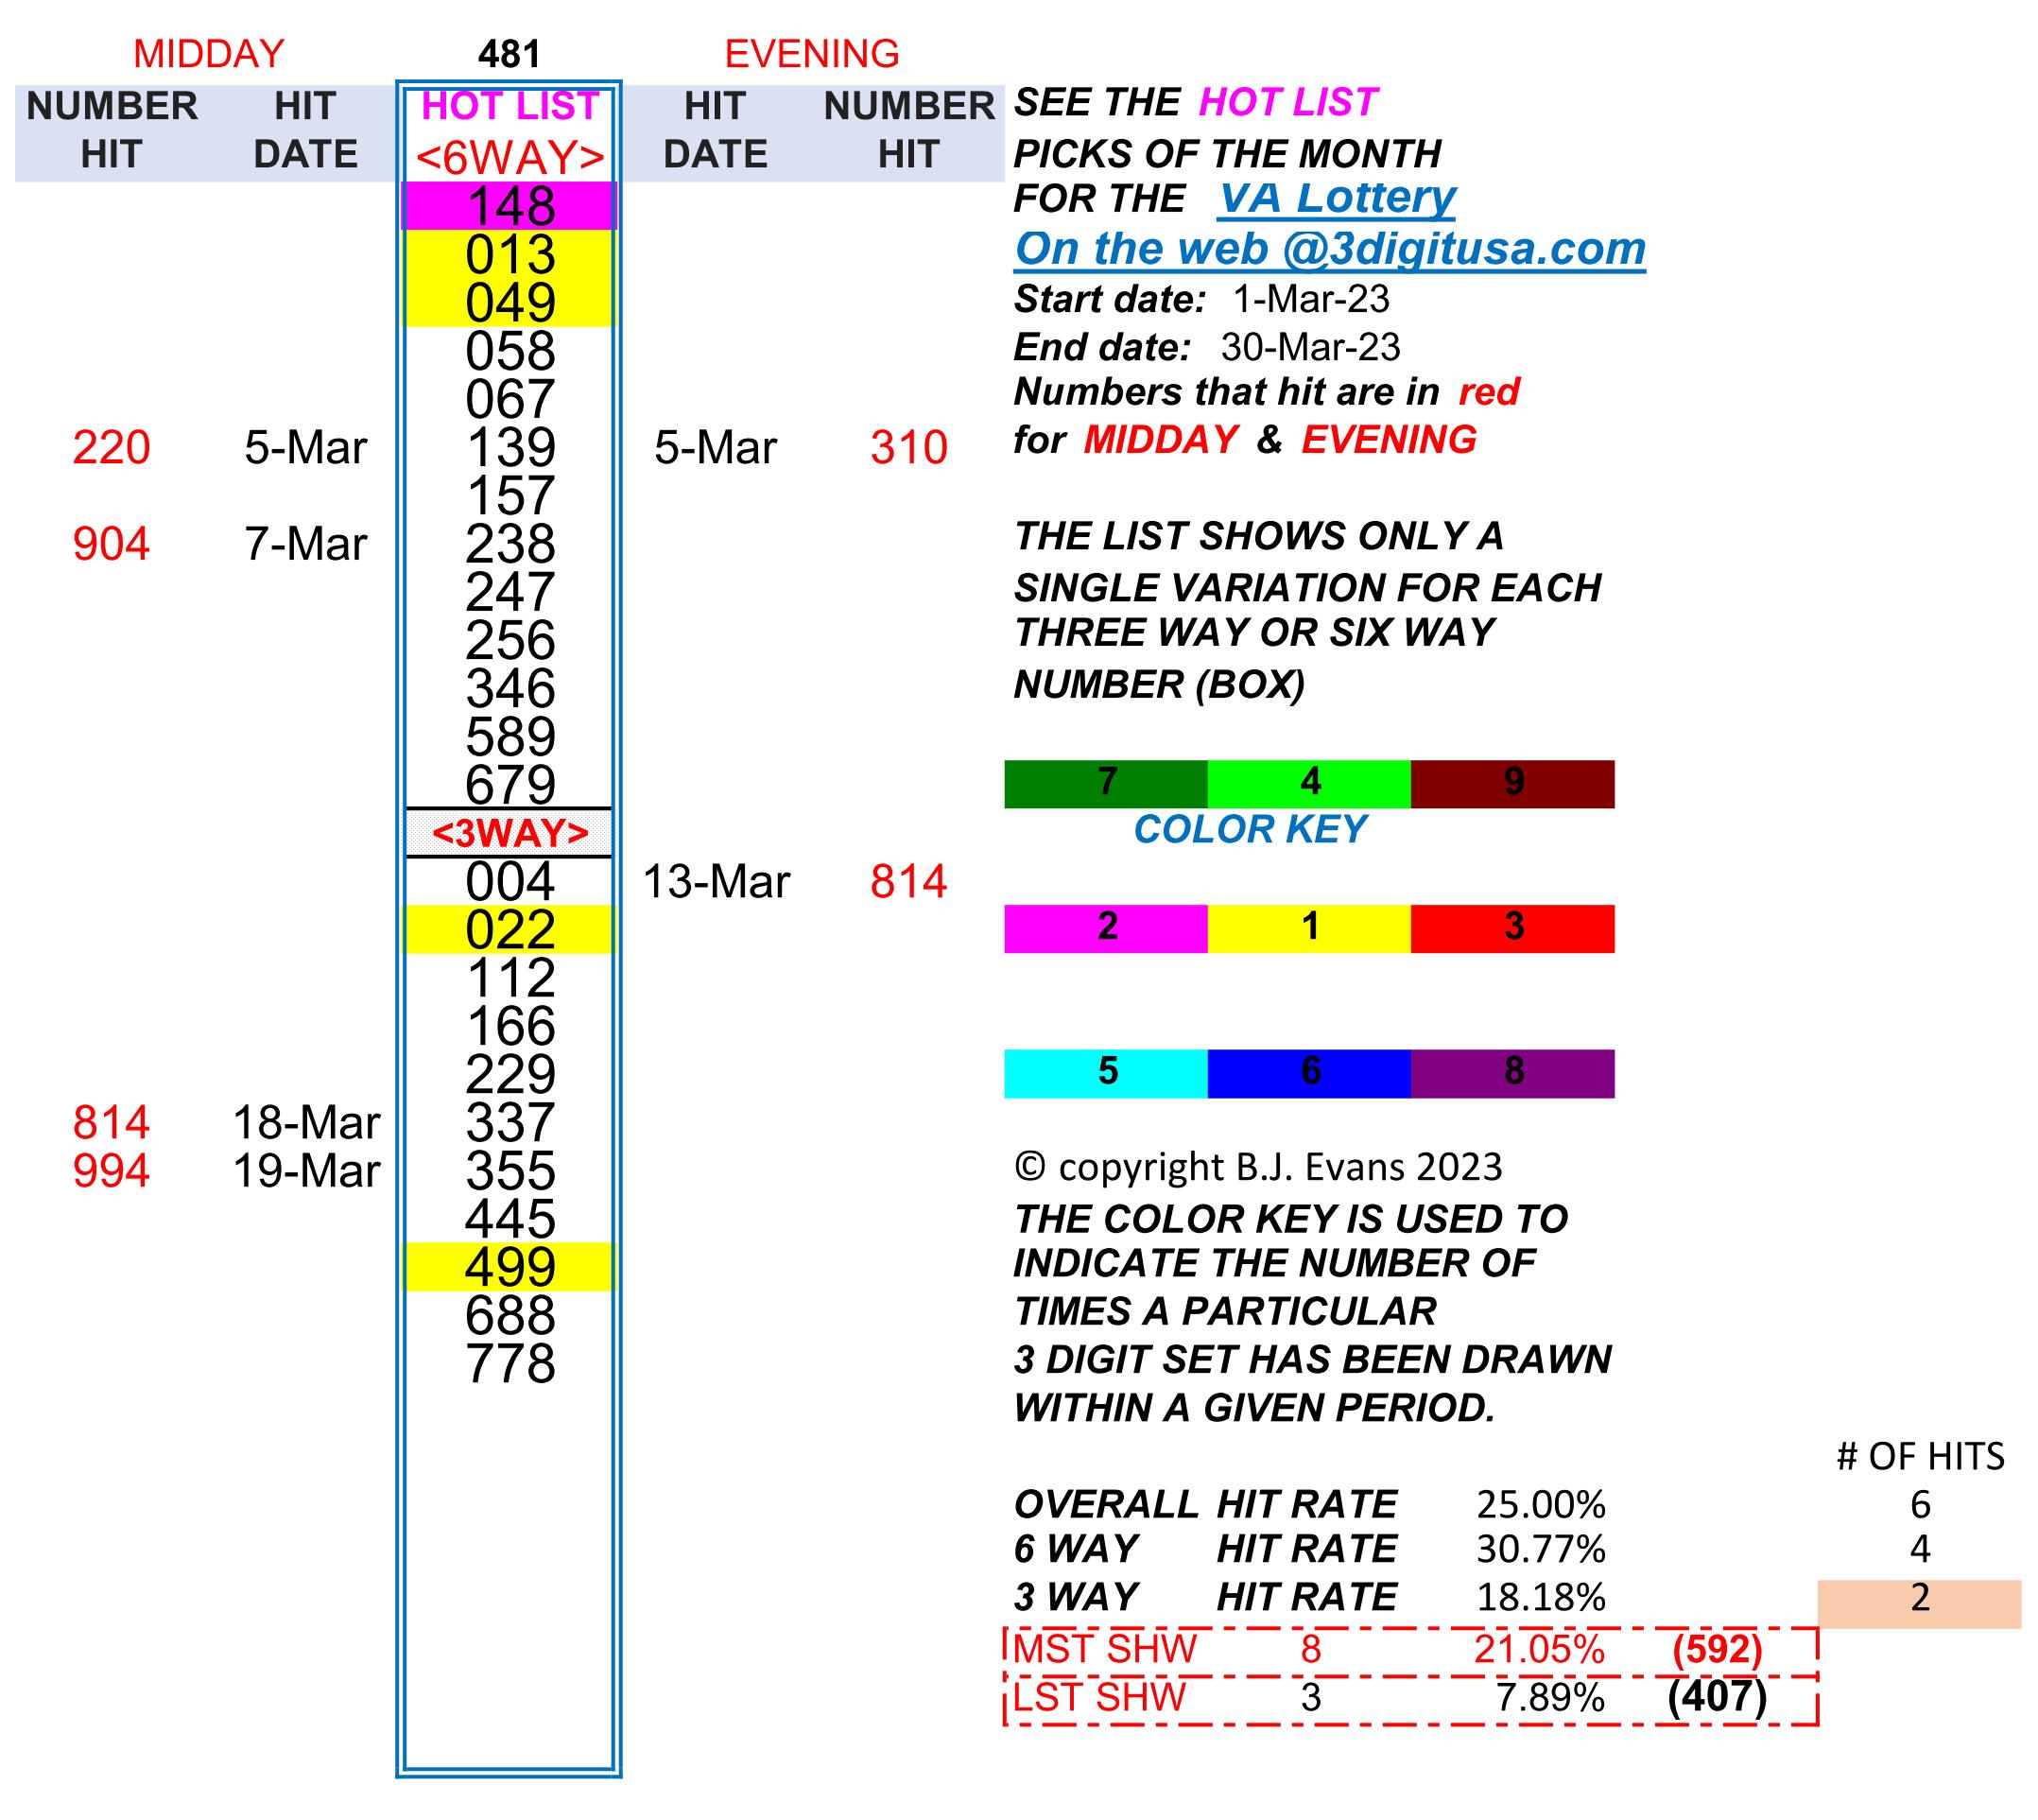 MIDDAY 481 EVENING
NUMBER HIT HOT LIST HIT NUMBER SEE THE HOT LIST
HIT DATE <6WAY> DATE HIT PICKS OF THE MONTH
148 FOR THE VA Lottery
013 On the web @3digitusa.com
049 Start date: 1-Mar-23
058 End date: 30-Mar-23
067 Numbers that hit are in red
220 5-Mar 139 5-Mar 310 for MIDDAY & EVENING
157
904 7-Mar 238 THE LIST SHOWS ONLY A
247 SINGLE VARIATION FOR EACH
256 THREE WAY OR SIX WAY
346 NUMBER (BOX)
589
679 7 4 9
<3WAY> COLOR KEY
004 13-Mar 814
022 2 1 3
112
166
229 5 6 8
814 18-Mar 337
994 19-Mar 355 © copyright B.J. Evans 2023
445 THE COLOR KEY IS USED TO
499 INDICATE THE NUMBER OF
688 TIMES A PARTICULAR
778 3 DIGIT SET HAS BEEN DRAWN
WITHIN A GIVEN PERIOD.
# OF HITS
OVERALL HIT RATE 25.00% 6
6 WAY HIT RATE 30.77% 4
3 WAY HIT RATE 18.18% 2
MST SHW 8 21.05% (592)
LST SHW 3 7.89% (407)